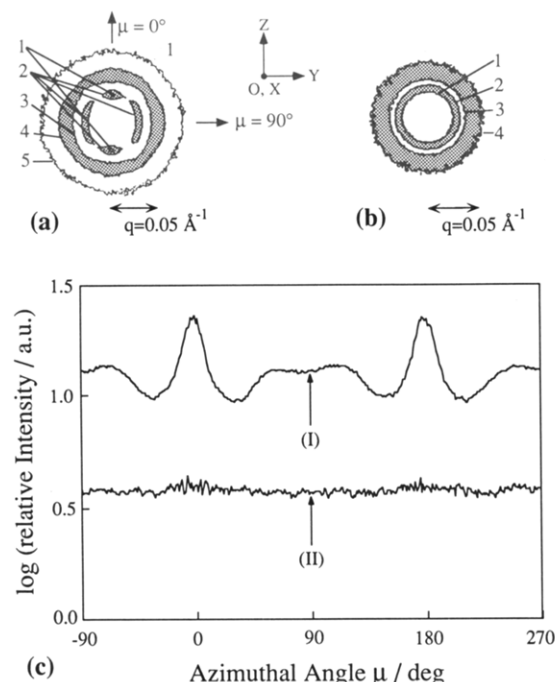 μ = 0°
Z
O, X
Y
μ = 90°
1
1
2
3
4
5
(a)
q=0.05 Å⁻¹
1
2
3
4
(b)
q=0.05 Å⁻¹
log (relative Intensity / a.u.)
1.5
1.0
0.5
0.0
(I)
(II)
-90
0
90
180
270
(c)
Azimuthal Angle μ / deg